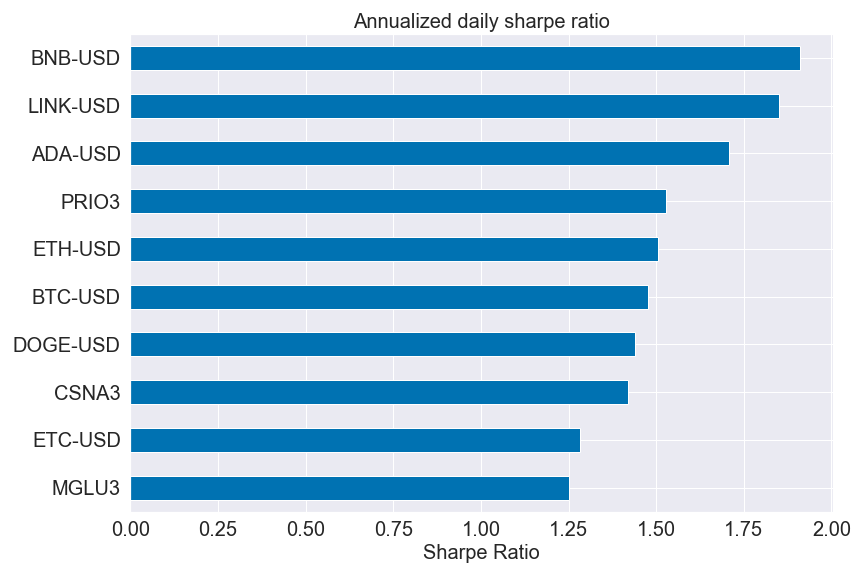 Annualized daily sharpe ratio
BNB-USD
LINK-USD
ADA-USD
PRIO3
ETH-USD
BTC-USD
DOGE-USD
CSNA3
ETC-USD
MGLU3
0.00 0.25 0.50 0.75 1.00 1.25 1.50 1.75 2.00
Sharpe Ratio